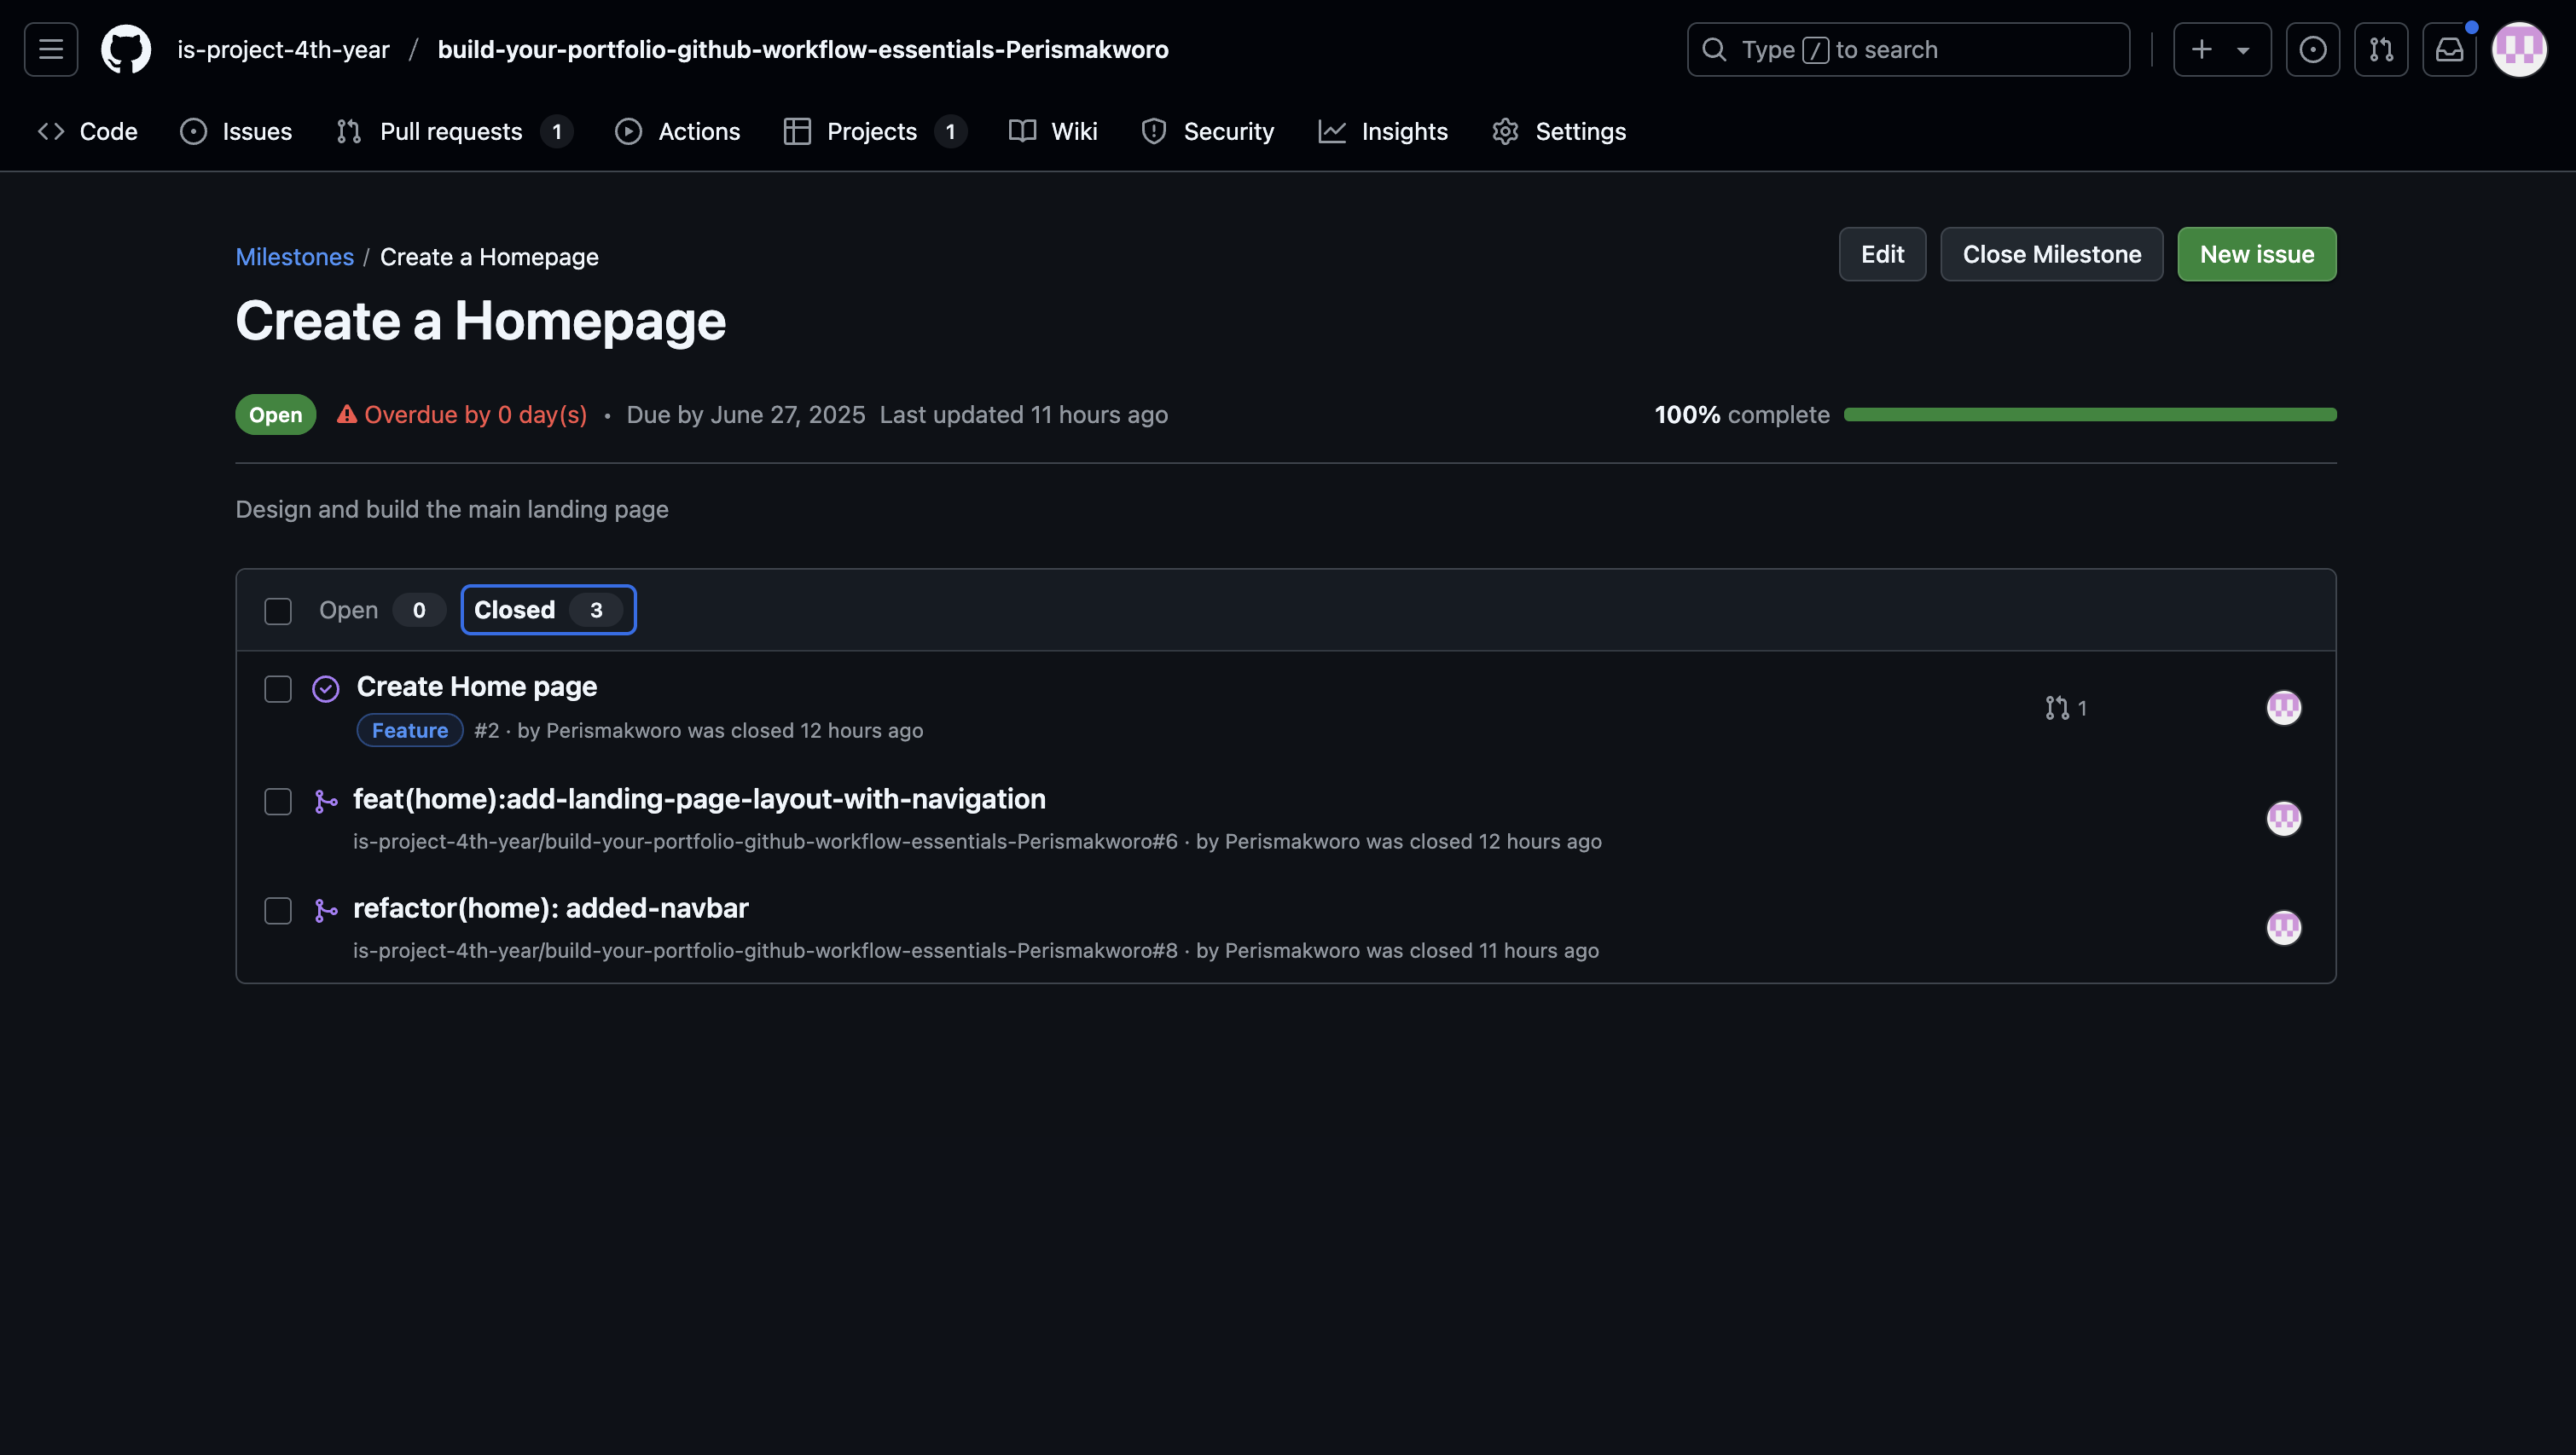 is-project-4th-year / build-your-portfolio-github-workflow-essentials-Perismakworo
Type / to search
Code Issues Pull requests 1 Actions Projects 1 Wiki Security Insights Settings
Milestones / Create a Homepage
Edit Close Milestone New issue
Create a Homepage
Open Overdue by 0 day(s) • Due by June 27, 2025 Last updated 11 hours ago 100% complete
Design and build the main landing page
Open 0 Closed 3
Create Home page
1
Feature #2 · by Perismakworo was closed 12 hours ago
feat(home):add-landing-page-layout-with-navigation
is-project-4th-year/build-your-portfolio-github-workflow-essentials-Perismakworo#6 · by Perismakworo was closed 12 hours ago
refactor(home): added-navbar
is-project-4th-year/build-your-portfolio-github-workflow-essentials-Perismakworo#8 · by Perismakworo was closed 11 hours ago